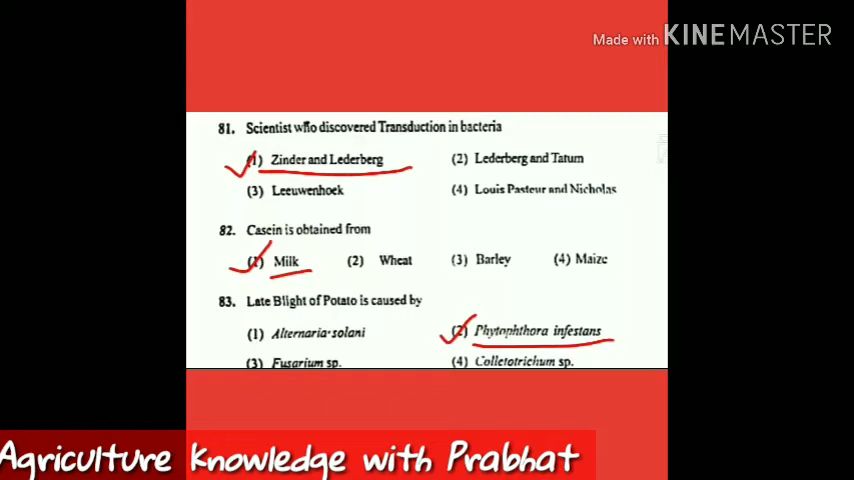 Made with KINEMASTER
81. Scientist who discovered Transduction in bacteria
(1) Zinder and Lederberg (2) Lederberg and Tatum
(3) Leeuwenhoek (4) Louis Pasteur and Nicholas
82. Casein is obtained from
(1) Milk (2) Wheat (3) Barley (4) Maize
83. Late Blight of Potato is caused by
(1) Alternaria solani (2) Phytophthora infestans
(3) Fusarium sp. (4) Colletotrichum sp.
Agriculture Knowledge with Prabhat